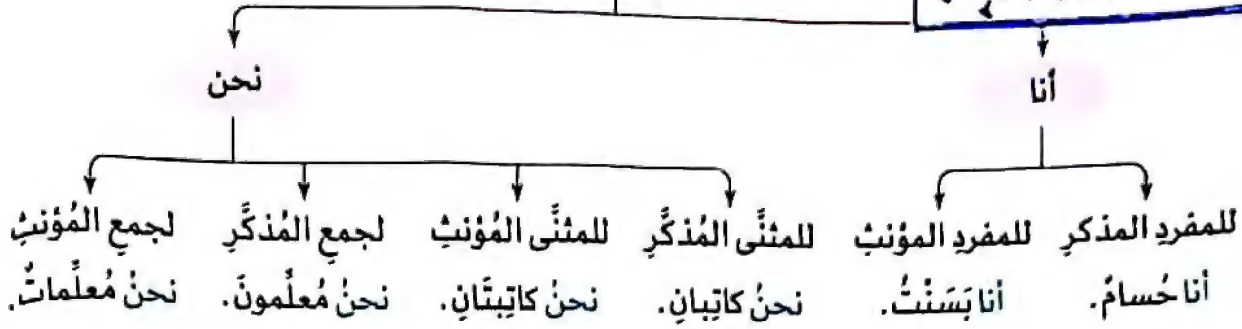 أنا
نحن
للمفردِ المذكرِ
للمفردِ المؤنثِ
للمثنَّى المُذكَّرِ
للمثنَّى المُؤنثِ
لجمعِ المُذكَّرِ
لجمعِ المُؤنثِ
أنا حُسامٌ.
أنا بَسَنْتُ.
نحنُ كاتِبانِ.
نحنُ كاتِبتَانِ.
نحنُ مُعلِّمونَ.
نحنُ مُعلِّماتٌ.